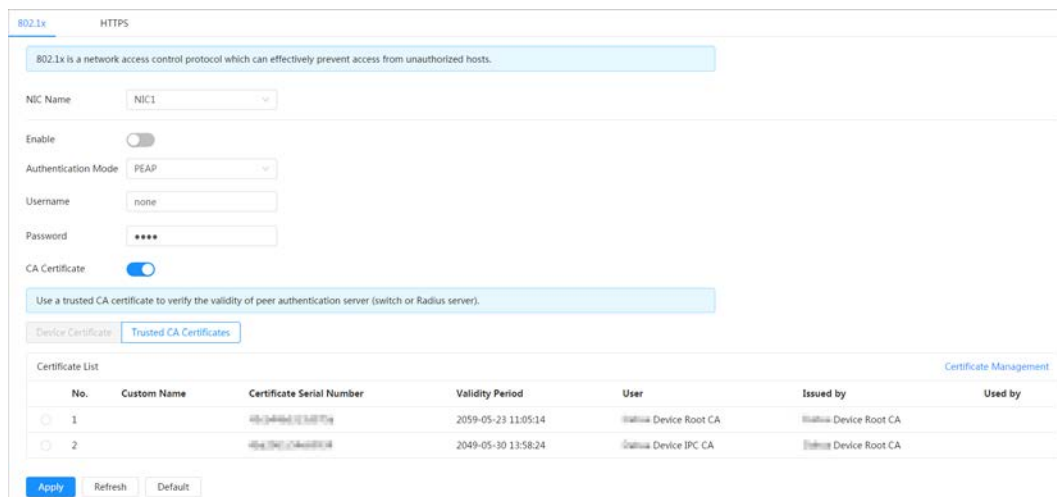 802.1x HTTPS
802.1x is a network access control protocol which can effectively prevent access from unauthorized hosts.
NIC Name NIC1
Enable
Authentication Mode PEAP
Username none
Password ••••
CA Certificate
Use a trusted CA certificate to verify the validity of peer authentication server (switch or Radius server).
Device Certificate Trusted CA Certificates
Certificate List Certificate Management
No. Custom Name Certificate Serial Number Validity Period User Issued by Used by
1 2059-05-23 11:05:14 Device Root CA Device Root CA
2 2049-05-30 13:58:24 Device IPC CA Device Root CA
Apply Refresh Default